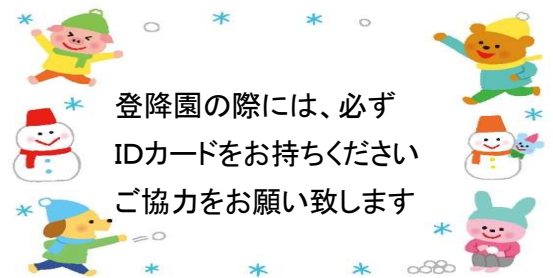 登降園の際には、必ず
IDカードをお持ちください
ご協力をお願い致します